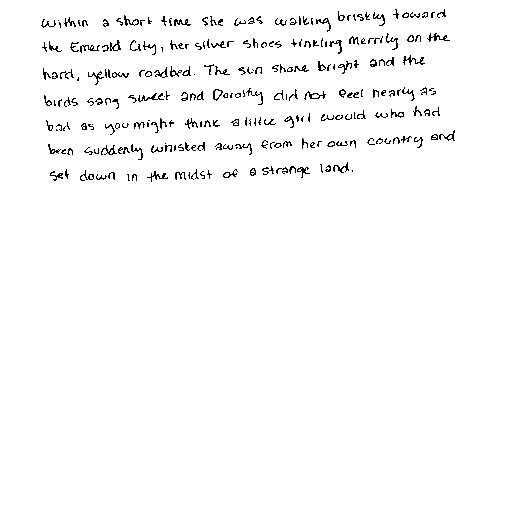 within a short time she was walking briskly toward
the Emerald City, her silver shoes tinkling merrily on the
hard, yellow roadbed. The sun shone bright and the
birds sang sweet and Dorothy did not feel nearly as
bad as you might think a little girl would who had
been suddenly whisked away from her own country and
set down in the midst of a strange land.